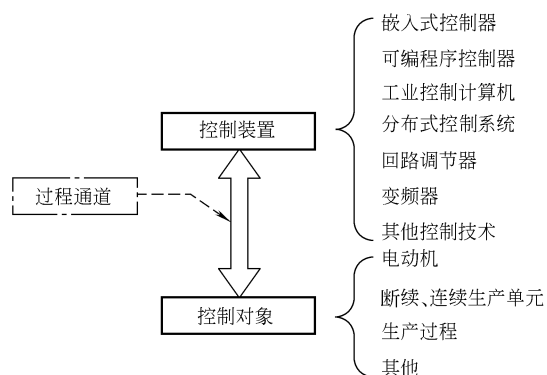 嵌入式控制器
可编程序控制器
工业控制计算机
控制装置
分布式控制系统
回路调节器
过程通道
变频器
其他控制技术
电动机
断续、连续生产单元
控制对象
生产过程
其他